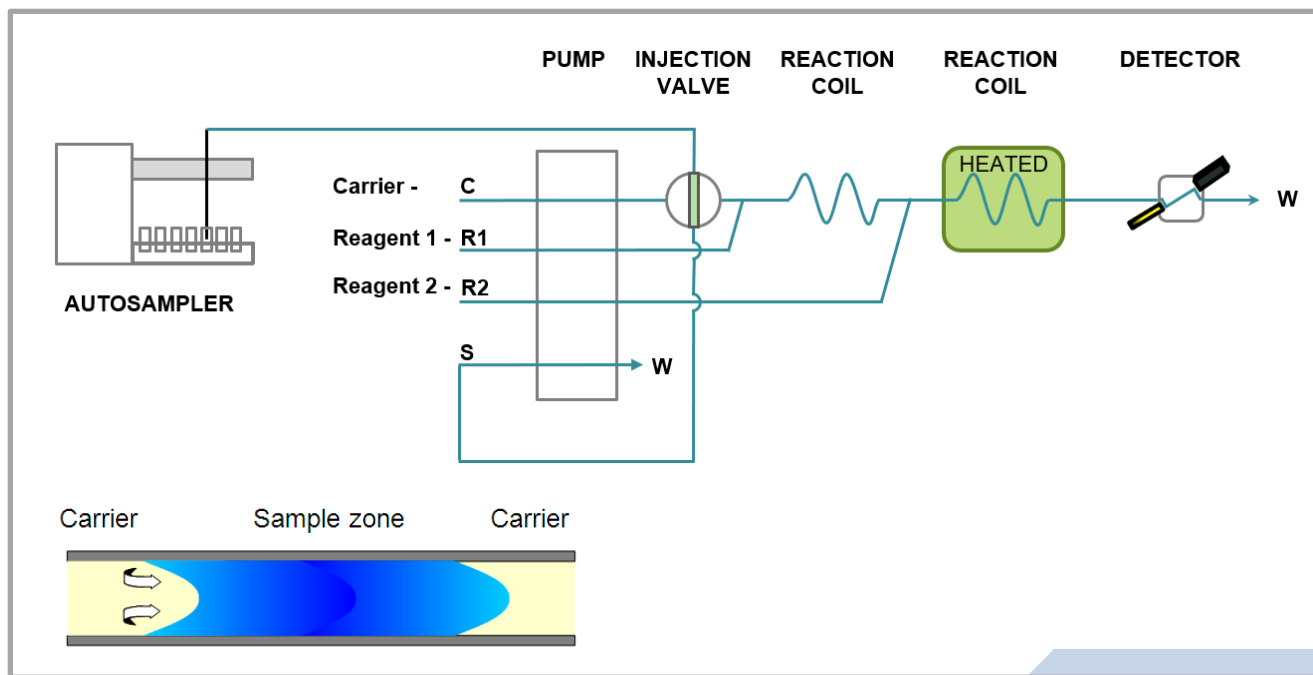 PUMP
INJECTION
VALVE
REACTION
COIL
REACTION
COIL
DETECTOR
HEATED
Carrier - C
W
Reagent 1 - R1
Reagent 2 - R2
AUTOSAMPLER
S
W
Carrier
Sample zone
Carrier